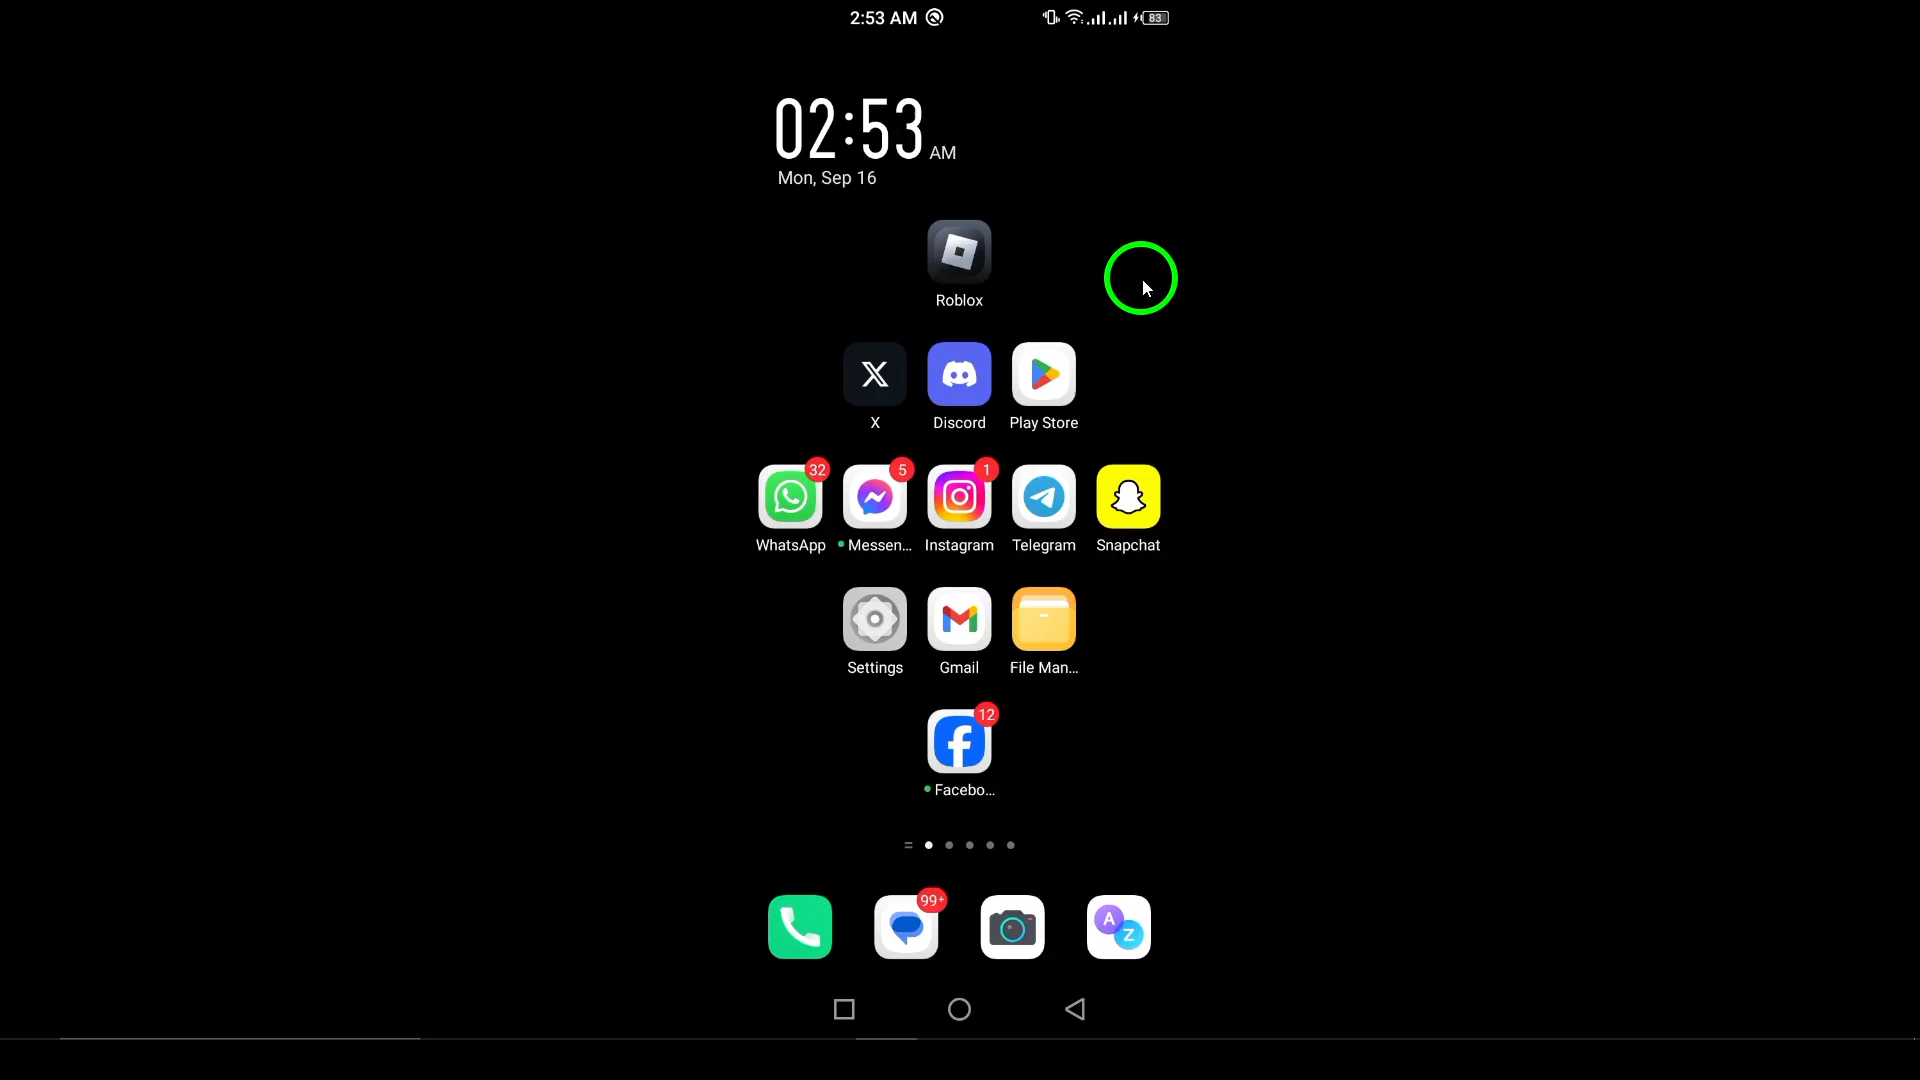 2:53 AM
83
02:53 AM
Mon, Sep 16
Roblox
X
Discord
Play Store
32
5
1
WhatsApp
Messen...
Instagram
Telegram
Snapchat
Settings
Gmail
File Man...
12
Facebo...
99+
A
Z